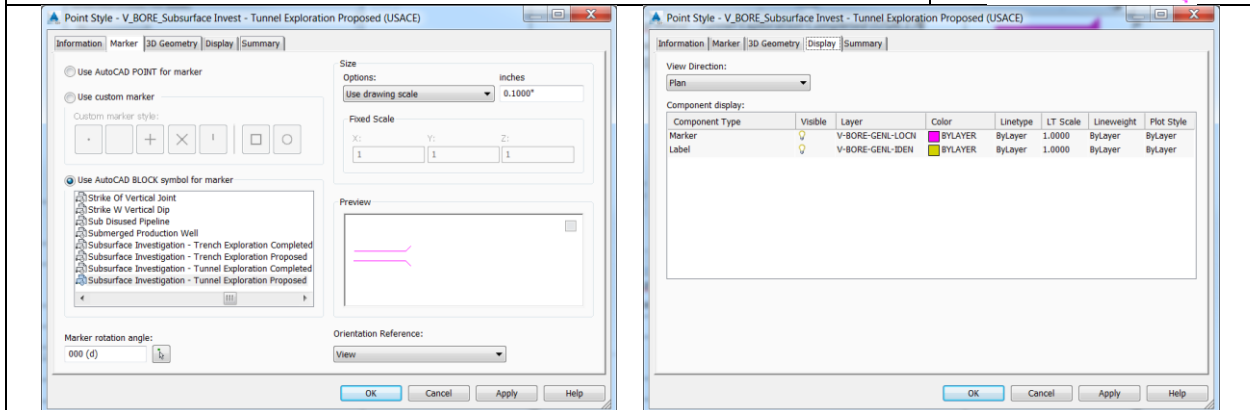 Point Style - V_BORE_Subsurface Invest - Tunnel Exploration Proposed (USACE)
Information Marker 3D Geometry Display Summary
Use AutoCAD POINT for marker
Use custom marker
Custom marker style:
Use AutoCAD BLOCK symbol for marker
Strike Of Vertical Joint
Strike W Vertical Dip
Sub Disused Pipeline
Submerged Production Well
Subsurface Investigation - Trench Exploration Completed
Subsurface Investigation - Trench Exploration Proposed
Subsurface Investigation - Tunnel Exploration Completed
Subsurface Investigation - Tunnel Exploration Proposed
Marker rotation angle:
000 (d)
Size
Options: inches
Use drawing scale 0.1000"
Fixed Scale
X: Y: Z:
1 1 1
Preview
Orientation Reference:
View
OK Cancel Apply Help
Point Style - V_BORE_Subsurface Invest - Tunnel Exploration Proposed (USACE)
Information Marker 3D Geometry Display Summary
View Direction:
Plan
Component display:
Component Type Visible Layer Color Linetype LT Scale Lineweight Plot Style
Marker V-BORE-GENL-LOCN BYLAYER ByLayer 1.0000 ByLayer ByLayer
Label V-BORE-GENL-IDEN BYLAYER ByLayer 1.0000 ByLayer ByLayer
OK Cancel Apply Help